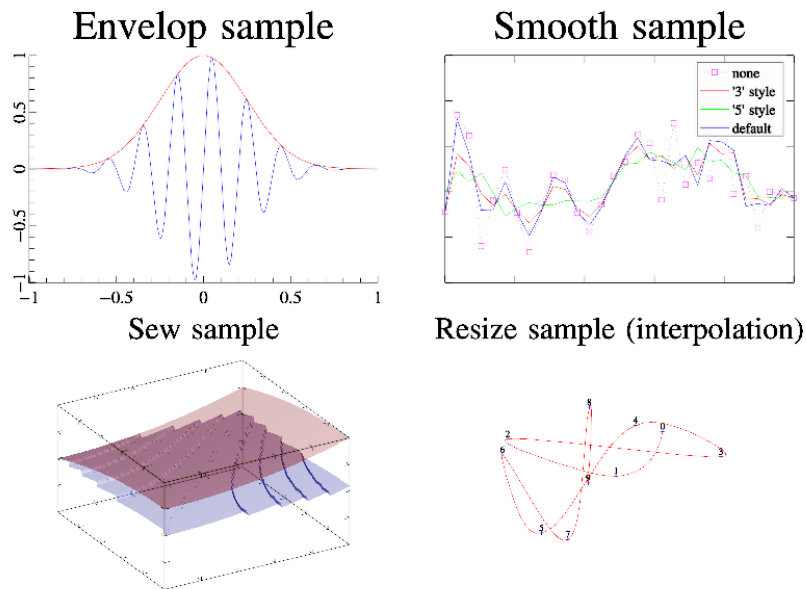 Envelop sample
Smooth sample
1
0.5
0
−0.5
−1
−1
−0.5
0
0.5
1
none
'3' style
'5' style
default
Sew sample
Resize sample (interpolation)
8
4
0
2
6
3
1
9
5
7